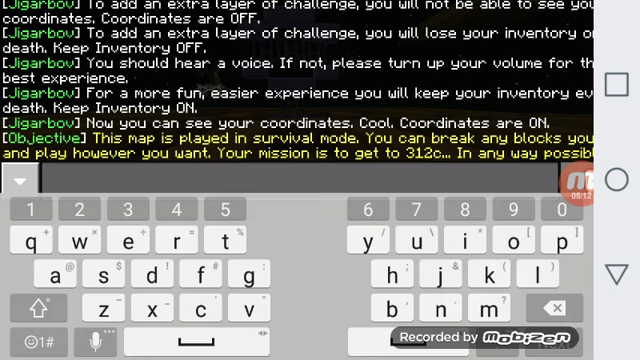 [Jigarbov] To add an extra layer of challenge, you will not be able to see you
coordinates. Coordinates are OFF.
[Jigarbov] To add an extra layer of challenge, you will lose your inventory on
death. Keep Inventory OFF.
[Jigarbov] You should hear a voice. If not, please turn up your volume for th
best experience.
[Jigarbov] For a more fun, easier experience you will keep your inventory ev
death. Keep Inventory ON.
[Jigarbov] Now you can see your coordinates. Cool. Coordinates are ON.
[Objective] This map is played in survival mode. You can break any blocks you
and play however you want. Your mission is to get to 312c... In any way possibl
05:12
1 2 3 4 5 6 7 8 9 0
q w e r t y u i o p
a s d f g h j k l
z x c v b n m
☺1#
Recorded by Mobizen